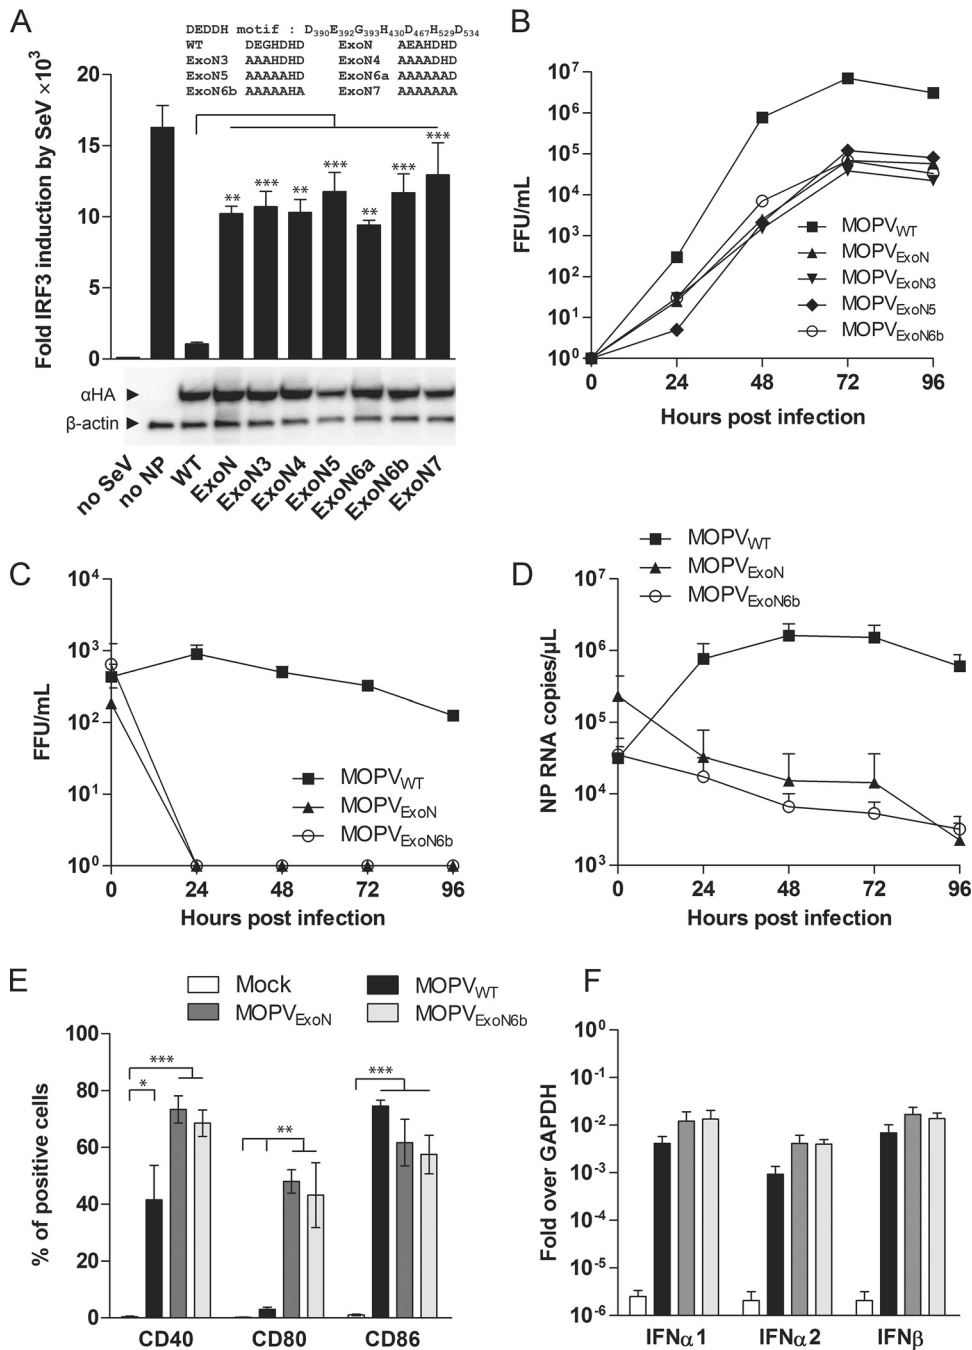 A
DEDDH motif : D390E392G393H430D467H529D534
WT DEGHDHD ExoN AEAHDHD
ExoN3 AAAHDHD ExoN4 AAAADHD
ExoN5 AAAAAHD ExoN6a AAAAAAD
ExoN6b AAAAAHA ExoN7 AAAAAAA
Fold IRF3 induction by SeV ×10³
20
15
10
5
0
** *** ** *** ** *** ***
αHA
β-actin
no SeV no NP WT ExoN ExoN3 ExoN4 ExoN5 ExoN6a ExoN6b ExoN7
B
FFU/mL
10⁷
10⁶
10⁵
10⁴
10³
10²
10¹
10⁰
MOPVWT
MOPVExoN
MOPVExoN3
MOPVExoN5
MOPVExoN6b
0 24 48 72 96
Hours post infection
C
FFU/mL
10⁴
10³
10²
10¹
10⁰
MOPVWT
MOPVExoN
MOPVExoN6b
0 24 48 72 96
Hours post infection
D
MOPVWT
MOPVExoN
MOPVExoN6b
NP RNA copies/µL
10⁷
10⁶
10⁵
10⁴
10³
0 24 48 72 96
Hours post infection
E
Mock MOPVWT
MOPVExoN MOPVExoN6b
% of positive cells
100
80
60
40
20
0
*** * ** ***
CD40 CD80 CD86
F
Fold over GAPDH
10⁰
10⁻¹
10⁻²
10⁻³
10⁻⁴
10⁻⁵
10⁻⁶
IFNα1 IFNα2 IFNβ